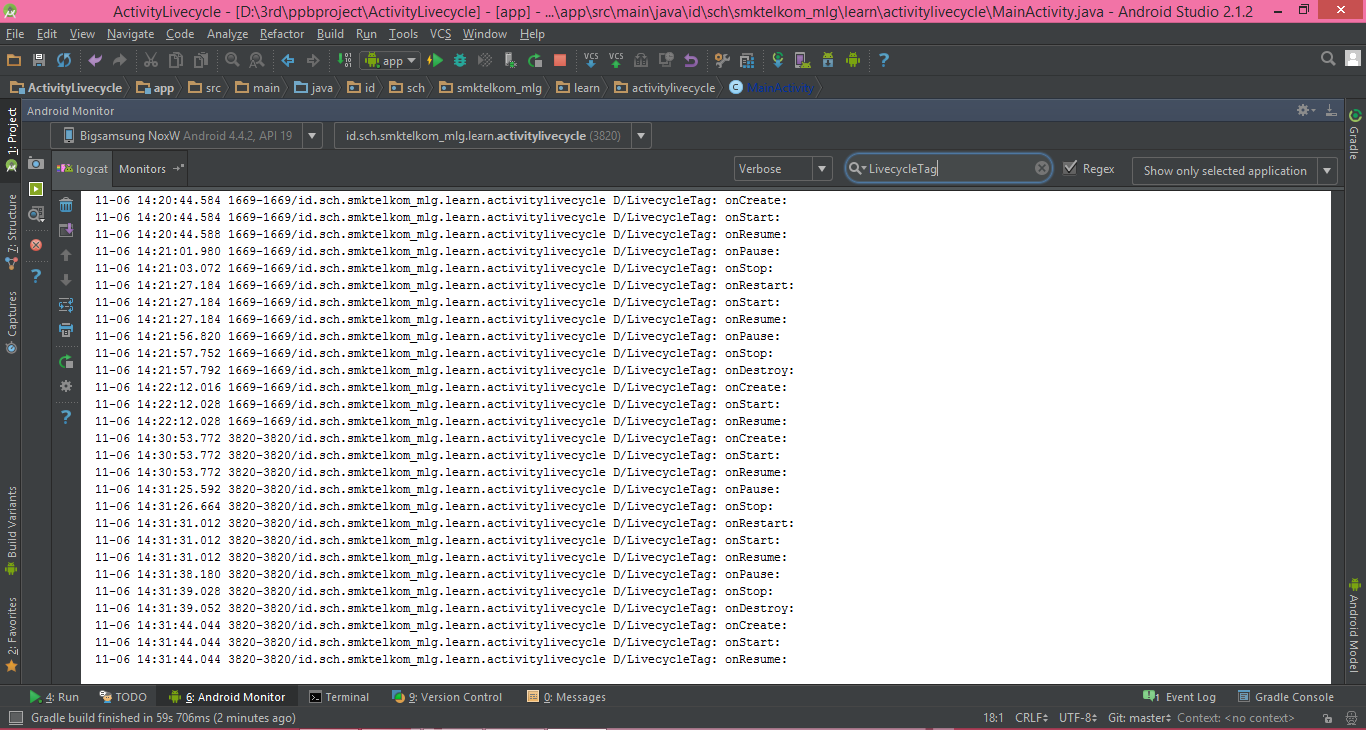 ActivityLivecycle - [D:\3rd\ppbproject\ActivityLivecycle] - [app] - ...\app\src\main\java\id\sch\smktelkom_mlg\learn\activitylivecycle\MainActivity.java - Android Studio 2.1.2
File Edit View Navigate Code Analyze Refactor Build Run Tools VCS Window Help
app VCS VCS
ActivityLivecycle app src main java id sch smktelkom_mlg learn activitylivecycle MainActivity
Android Monitor
Bigsamsung NoxW Android 4.4.2, API 19 id.sch.smktelkom_mlg.learn.activitylivecycle (3820)
logcat Monitors Verbose LivecycleTag Regex Show only selected application
11-06 14:20:44.584 1669-1669/id.sch.smktelkom_mlg.learn.activitylivecycle D/LivecycleTag: onCreate:
11-06 14:20:44.584 1669-1669/id.sch.smktelkom_mlg.learn.activitylivecycle D/LivecycleTag: onStart:
11-06 14:20:44.588 1669-1669/id.sch.smktelkom_mlg.learn.activitylivecycle D/LivecycleTag: onResume:
11-06 14:21:01.980 1669-1669/id.sch.smktelkom_mlg.learn.activitylivecycle D/LivecycleTag: onPause:
11-06 14:21:03.072 1669-1669/id.sch.smktelkom_mlg.learn.activitylivecycle D/LivecycleTag: onStop:
11-06 14:21:27.184 1669-1669/id.sch.smktelkom_mlg.learn.activitylivecycle D/LivecycleTag: onRestart:
11-06 14:21:27.184 1669-1669/id.sch.smktelkom_mlg.learn.activitylivecycle D/LivecycleTag: onStart:
11-06 14:21:27.184 1669-1669/id.sch.smktelkom_mlg.learn.activitylivecycle D/LivecycleTag: onResume:
11-06 14:21:56.820 1669-1669/id.sch.smktelkom_mlg.learn.activitylivecycle D/LivecycleTag: onPause:
11-06 14:21:57.752 1669-1669/id.sch.smktelkom_mlg.learn.activitylivecycle D/LivecycleTag: onStop:
11-06 14:21:57.792 1669-1669/id.sch.smktelkom_mlg.learn.activitylivecycle D/LivecycleTag: onDestroy:
11-06 14:22:12.016 1669-1669/id.sch.smktelkom_mlg.learn.activitylivecycle D/LivecycleTag: onCreate:
11-06 14:22:12.028 1669-1669/id.sch.smktelkom_mlg.learn.activitylivecycle D/LivecycleTag: onStart:
11-06 14:22:12.028 1669-1669/id.sch.smktelkom_mlg.learn.activitylivecycle D/LivecycleTag: onResume:
11-06 14:30:53.772 3820-3820/id.sch.smktelkom_mlg.learn.activitylivecycle D/LivecycleTag: onCreate:
11-06 14:30:53.772 3820-3820/id.sch.smktelkom_mlg.learn.activitylivecycle D/LivecycleTag: onStart:
11-06 14:30:53.772 3820-3820/id.sch.smktelkom_mlg.learn.activitylivecycle D/LivecycleTag: onResume:
11-06 14:31:25.592 3820-3820/id.sch.smktelkom_mlg.learn.activitylivecycle D/LivecycleTag: onPause:
11-06 14:31:26.664 3820-3820/id.sch.smktelkom_mlg.learn.activitylivecycle D/LivecycleTag: onStop:
11-06 14:31:31.012 3820-3820/id.sch.smktelkom_mlg.learn.activitylivecycle D/LivecycleTag: onRestart:
11-06 14:31:31.012 3820-3820/id.sch.smktelkom_mlg.learn.activitylivecycle D/LivecycleTag: onStart:
11-06 14:31:31.012 3820-3820/id.sch.smktelkom_mlg.learn.activitylivecycle D/LivecycleTag: onResume:
11-06 14:31:38.180 3820-3820/id.sch.smktelkom_mlg.learn.activitylivecycle D/LivecycleTag: onPause:
11-06 14:31:39.028 3820-3820/id.sch.smktelkom_mlg.learn.activitylivecycle D/LivecycleTag: onStop:
11-06 14:31:39.052 3820-3820/id.sch.smktelkom_mlg.learn.activitylivecycle D/LivecycleTag: onDestroy:
11-06 14:31:44.044 3820-3820/id.sch.smktelkom_mlg.learn.activitylivecycle D/LivecycleTag: onCreate:
11-06 14:31:44.044 3820-3820/id.sch.smktelkom_mlg.learn.activitylivecycle D/LivecycleTag: onStart:
11-06 14:31:44.044 3820-3820/id.sch.smktelkom_mlg.learn.activitylivecycle D/LivecycleTag: onResume:
1: Project
7: Structure
Captures
Build Variants
2: Favorites
Gradle
Android Model
4: Run TODO 6: Android Monitor Terminal 9: Version Control 0: Messages 1 Event Log Gradle Console
Gradle build finished in 59s 706ms (2 minutes ago) 18:1 CRLF UTF-8 Git: master Context: <no context>